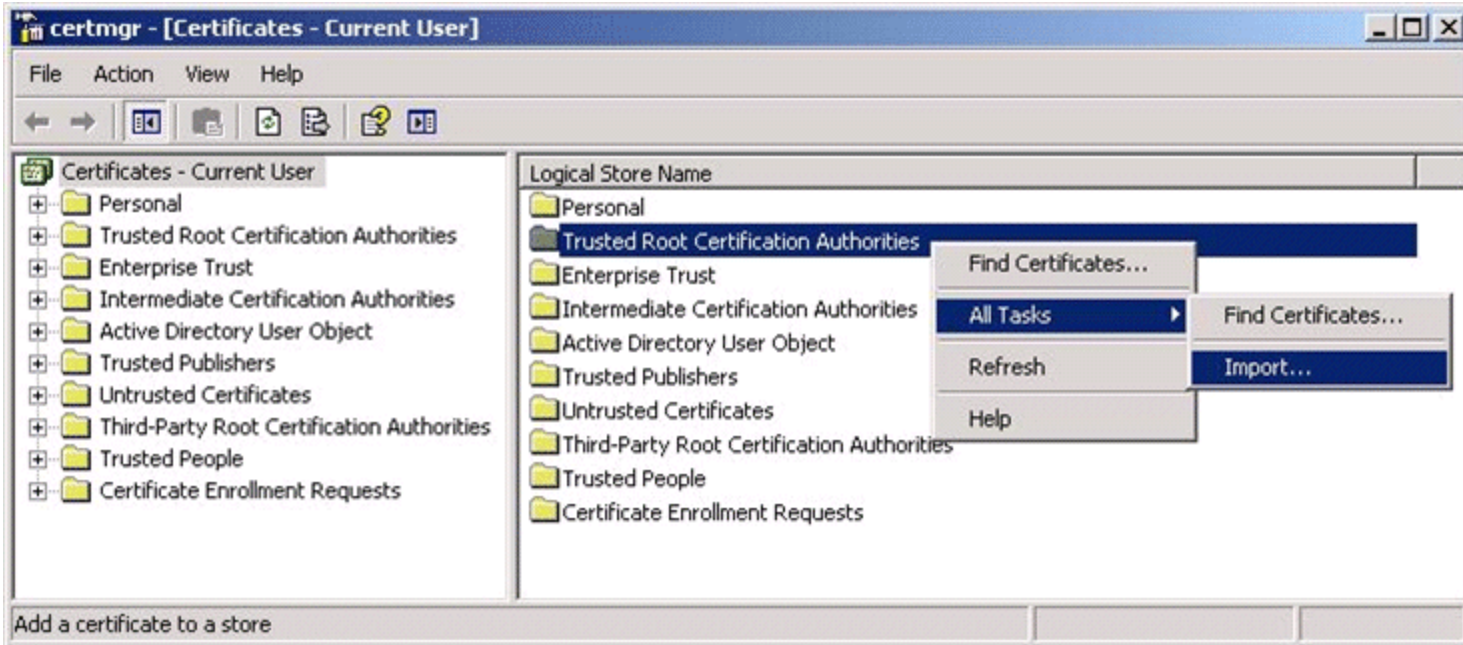 certmgr - [Certificates - Current User]
File Action View Help
Certificates - Current User
Personal
Trusted Root Certification Authorities
Enterprise Trust
Intermediate Certification Authorities
Active Directory User Object
Trusted Publishers
Untrusted Certificates
Third-Party Root Certification Authorities
Trusted People
Certificate Enrollment Requests
Logical Store Name
Personal
Trusted Root Certification Authorities
Enterprise Trust
Intermediate Certification Authorities
Active Directory User Object
Trusted Publishers
Untrusted Certificates
Third-Party Root Certification Authorities
Trusted People
Certificate Enrollment Requests
Find Certificates...
All Tasks
Refresh
Help
Find Certificates...
Import...
Add a certificate to a store